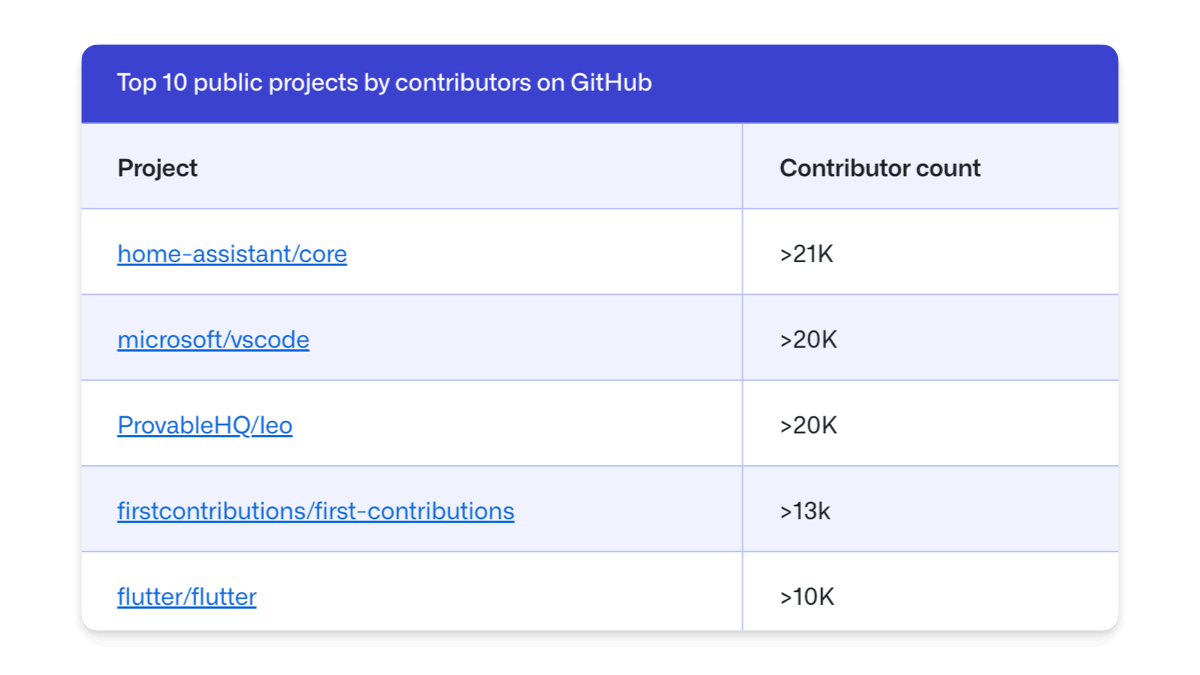 Top 10 public projects by contributors on GitHub
Project Contributor count
home-assistant/core >21K
microsoft/vscode >20K
ProvableHQ/leo >20K
firstcontributions/first-contributions >13k
flutter/flutter >10K